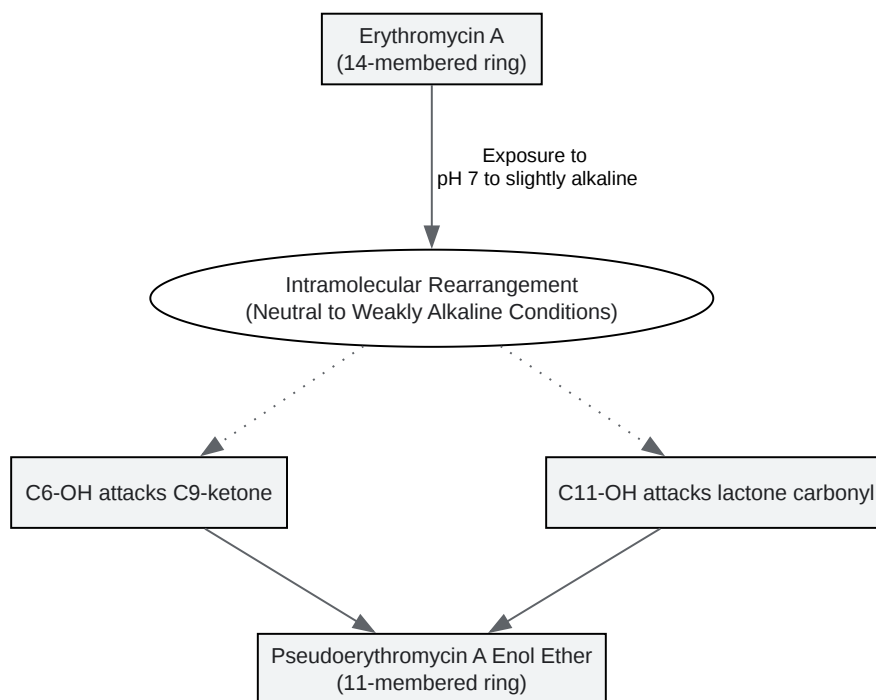 Erythromycin A
(14-membered ring)
Exposure to
pH 7 to slightly alkaline
Intramolecular Rearrangement
(Neutral to Weakly Alkaline Conditions)
C6-OH attacks C9-ketone
C11-OH attacks lactone carbonyl
Pseudoerythromycin A Enol Ether
(11-membered ring)